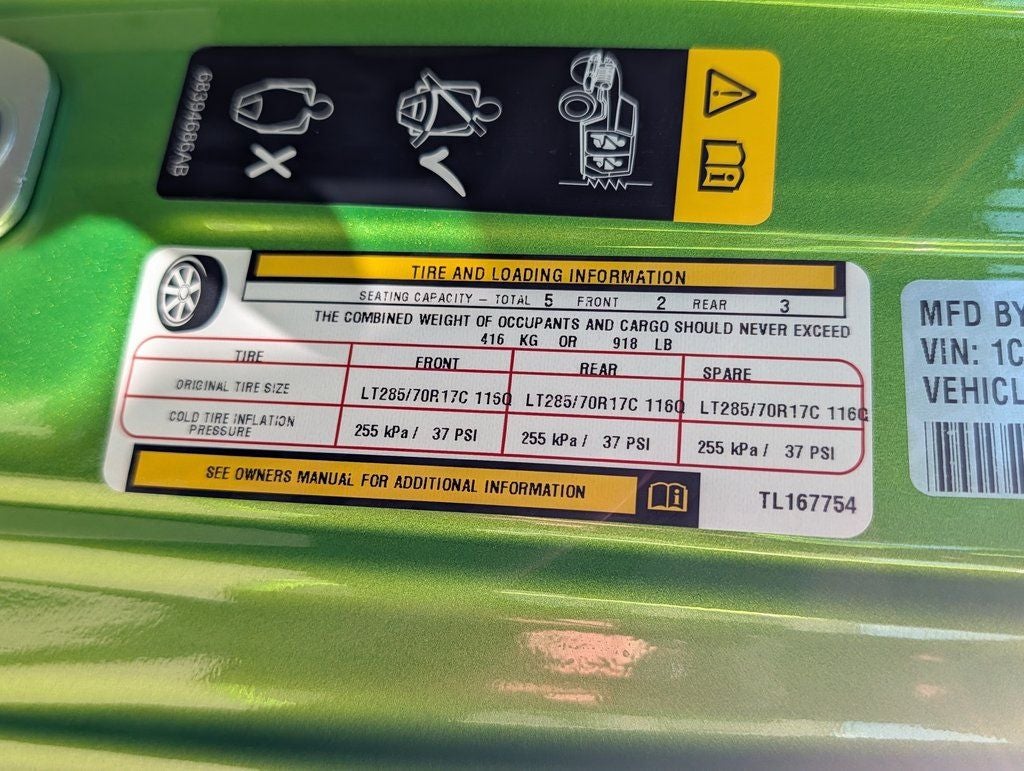 68394686AB
TIRE AND LOADING INFORMATION
SEATING CAPACITY – TOTAL 5 FRONT 2 REAR 3
THE COMBINED WEIGHT OF OCCUPANTS AND CARGO SHOULD NEVER EXCEED
416 KG OR 918 LB
TIRE FRONT REAR SPARE
ORIGINAL TIRE SIZE LT285/70R17C 116Q LT285/70R17C 116Q LT285/70R17C 116Q
COLD TIRE INFLATION
PRESSURE 255 kPa / 37 PSI 255 kPa / 37 PSI 255 kPa / 37 PSI
SEE OWNERS MANUAL FOR ADDITIONAL INFORMATION
TL167754
MFD BY
VIN: 1C
VEHICL